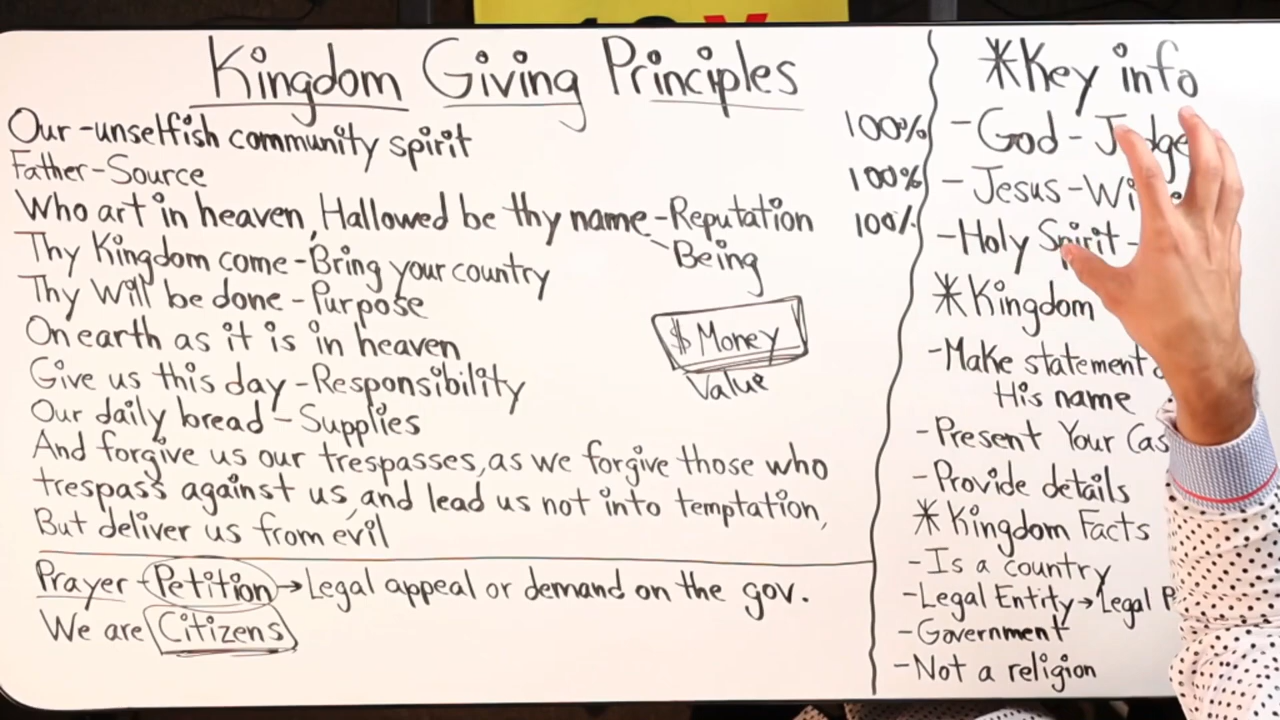 Kingdom Giving Principles
Our - unselfish community spirit 100%
Father - Source 100%
Who art in heaven, Hallowed be thy name - Reputation 100%
- Being
Thy Kingdom come - Bring your country
Thy Will be done - Purpose
On earth as it is in heaven
$ Money
Value
Give us this day - Responsibility
Our daily bread - Supplies
And forgive us our trespasses, as we forgive those who
trespass against us, and lead us not into temptation,
But deliver us from evil
Prayer - Petition → Legal appeal or demand on the gov.
We are Citizens
*Key info
- God - Judge
- Jesus -
- Holy Spirit -
*Kingdom
- Make statement
His name
- Present Your
- Provide details
*Kingdom Facts
- Is a country
- Legal Entity → Legal
- Government
- Not a religion